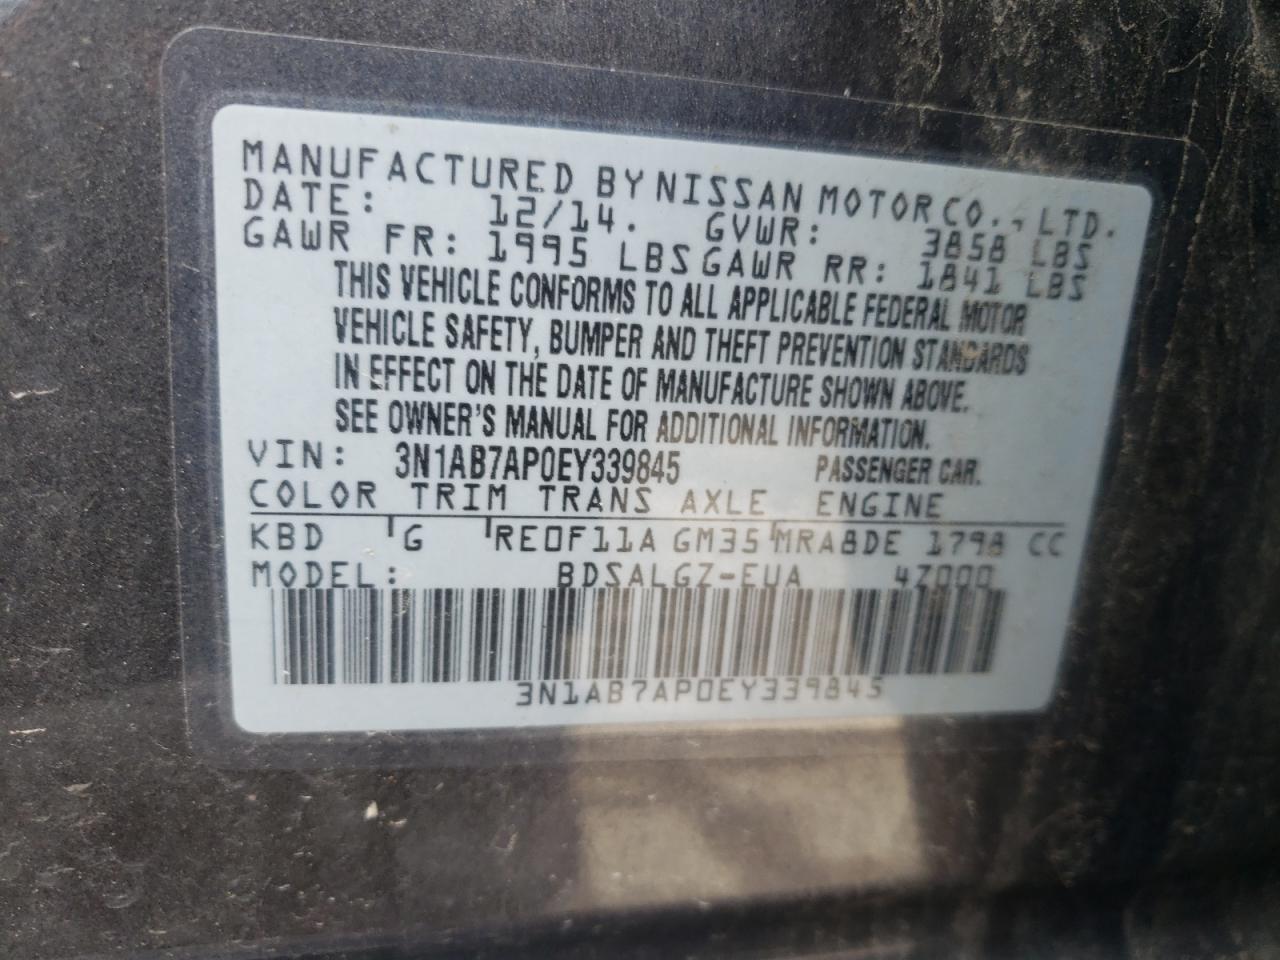 MANUFACTURED BY NISSAN MOTOR CO., LTD.
DATE: 12/14. GVWR: 3858 LBS
GAWR FR: 1995 LBS GAWR RR: 1841 LBS
THIS VEHICLE CONFORMS TO ALL APPLICABLE FEDERAL MOTOR
VEHICLE SAFETY, BUMPER AND THEFT PREVENTION STANDARDS
IN EFFECT ON THE DATE OF MANUFACTURE SHOWN ABOVE.
SEE OWNER'S MANUAL FOR ADDITIONAL INFORMATION.
VIN: 3N1AB7AP0EY339845 PASSENGER CAR.
COLOR TRIM TRANS AXLE ENGINE
KBD G RE0F11A GM35 MRA8DE 1798 CC
MODEL: BDSALGZ-EUA 47000
3N1AB7AP0EY339845